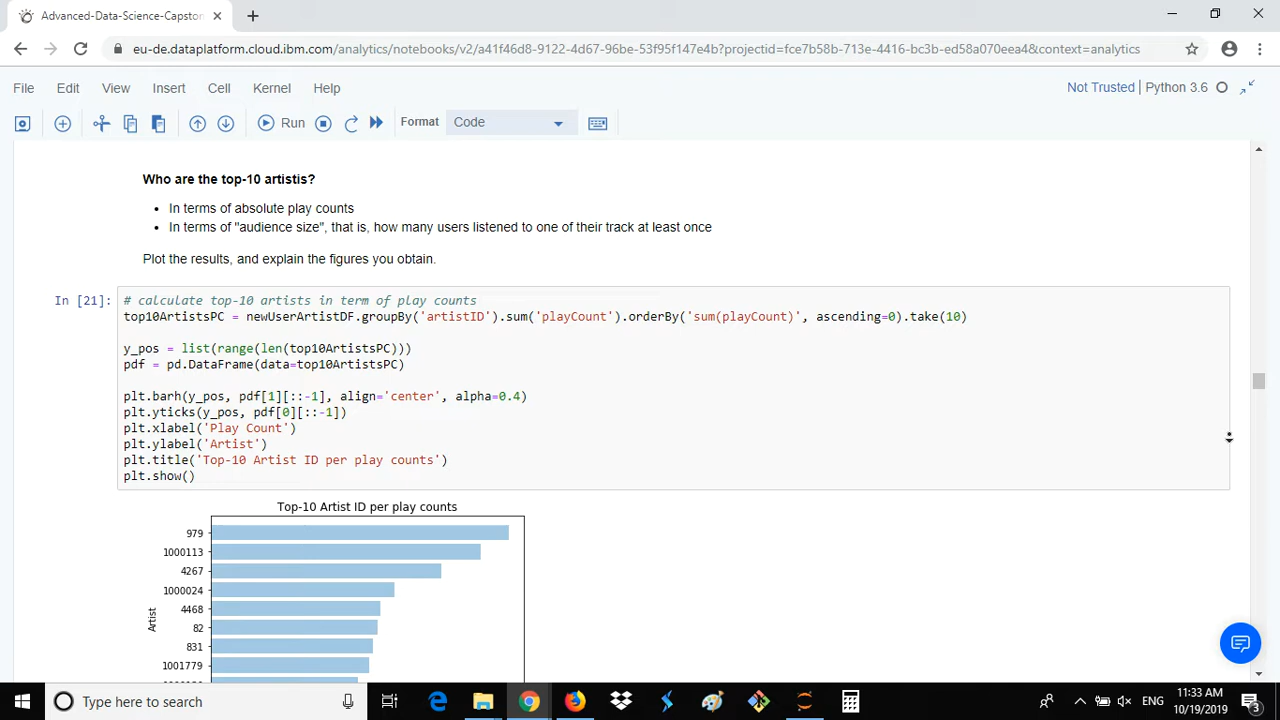 Advanced-Data-Science-Capston
eu-de.dataplatform.cloud.ibm.com/analytics/notebooks/v2/a41f46d8-9122-4d67-96be-53f95f147e4b?projectid=fce7b58b-713e-4416-bc3b-ed58a070eea4&context=analytics
File Edit View Insert Cell Kernel Help Not Trusted | Python 3.6
Run Format Code
Who are the top-10 artistis?
• In terms of absolute play counts
• In terms of "audience size", that is, how many users listened to one of their track at least once
Plot the results, and explain the figures you obtain.
In [21]: # calculate top-10 artists in term of play counts
top10ArtistsPC = newUserArtistDF.groupBy('artistID').sum('playCount').orderBy('sum(playCount)', ascending=0).take(10)
y_pos = list(range(len(top10ArtistsPC)))
pdf = pd.DataFrame(data=top10ArtistsPC)
plt.barh(y_pos, pdf[1][::-1], align='center', alpha=0.4)
plt.yticks(y_pos, pdf[0][::-1])
plt.xlabel('Play Count')
plt.ylabel('Artist')
plt.title('Top-10 Artist ID per play counts')
plt.show()
Top-10 Artist ID per play counts
979
1000113
4267
1000024
4468
82
831
1001779
Artist
Type here to search
ENG
11:33 AM
10/19/2019
3